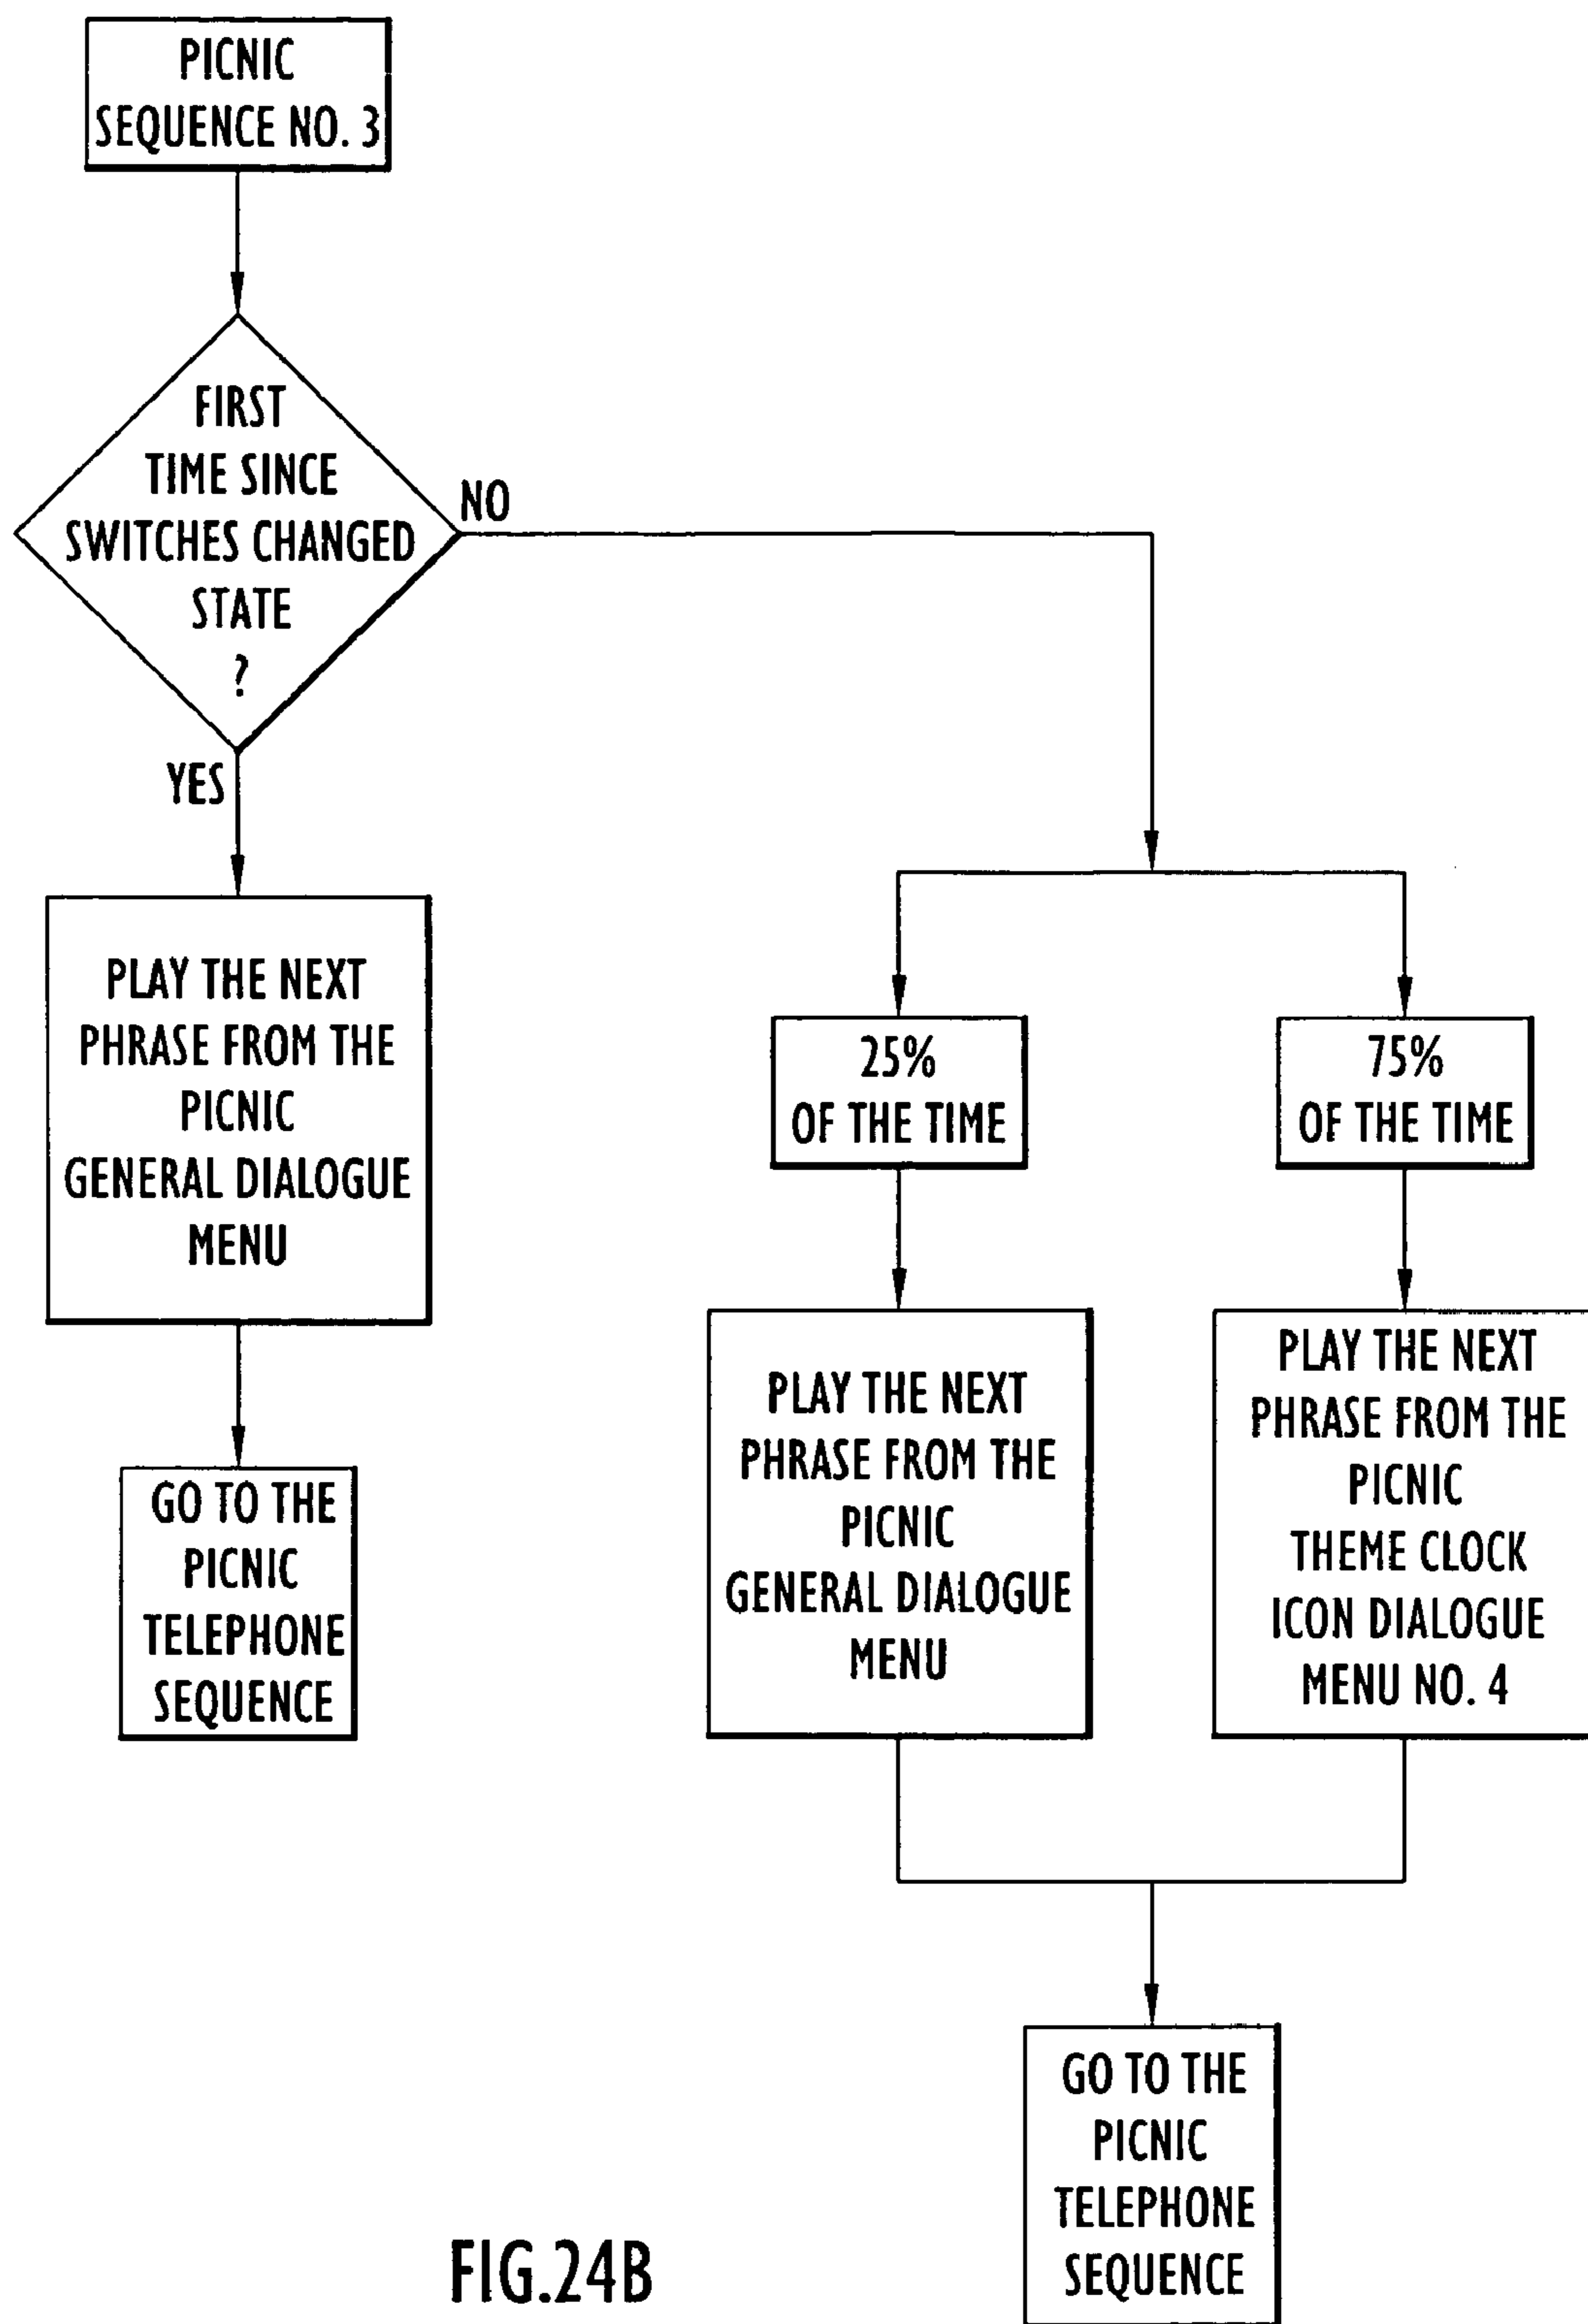 PICNIC
SEQUENCE NO. 3
FIRST
TIME SINCE
SWITCHES CHANGED
STATE
?
NO
YES
PLAY THE NEXT
PHRASE FROM THE
PICNIC
GENERAL DIALOGUE
MENU
GO TO THE
PICNIC
TELEPHONE
SEQUENCE
25%
OF THE TIME
75%
OF THE TIME
PLAY THE NEXT
PHRASE FROM THE
PICNIC
GENERAL DIALOGUE
MENU
PLAY THE NEXT
PHRASE FROM THE
PICNIC
THEME CLOCK
ICON DIALOGUE
MENU NO. 4
GO TO THE
PICNIC
TELEPHONE
SEQUENCE
FIG.24B